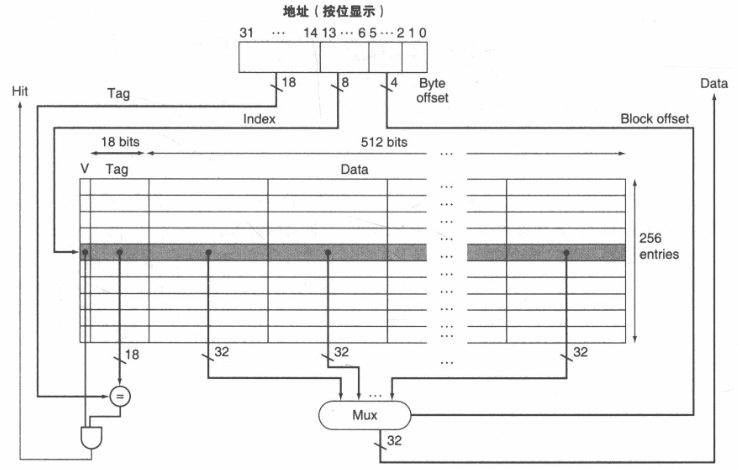 地址（按位显示）
31 ··· 14 13 ··· 6 5 ··· 2 1 0
18 8 4 Byte
offset
Hit
Tag
Data
Index
Block offset
18 bits
512 bits
V Tag
Data
···
···
···
···
256
entries
···
···
···
···
···
···
18
32
32
32
···
=
···
Mux
32